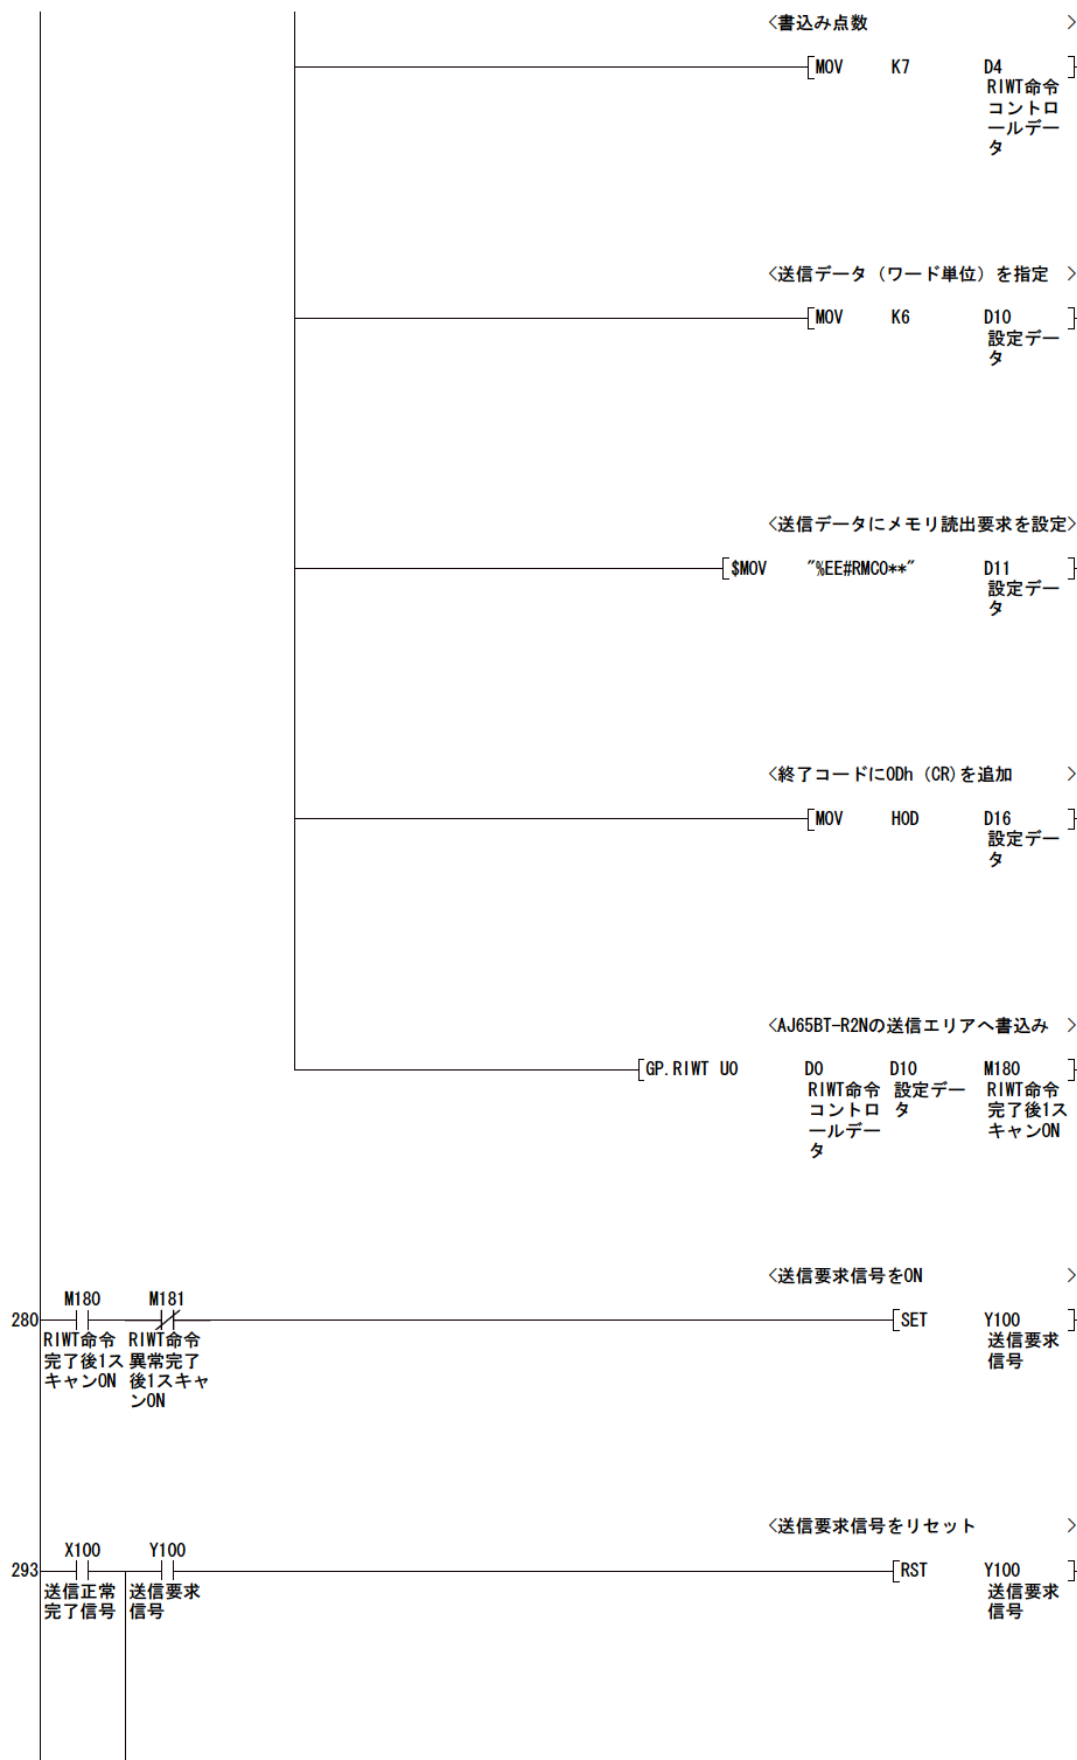 <書込み点数 >
[MOV K7 D4 ]
RIWT命令
コントロ
ールデー
タ
<送信データ（ワード単位）を指定 >
[MOV K6 D10 ]
設定デー
タ
<送信データにメモリ読出要求を設定>
[$MOV "%EE#RMC0**" D11 ]
設定デー
タ
<終了コードに0Dh（CR)を追加 >
[MOV H0D D16 ]
設定デー
タ
<AJ65BT-R2Nの送信エリアへ書込み >
[GP.RIWT U0 D0 D10 M180 ]
RIWT命令 設定デー RIWT命令
コントロ タ 完了後1ス
ールデー キャンON
タ
<送信要求信号をON >
M180 M181
280 [SET Y100 ]
RIWT命令 RIWT命令 送信要求
完了後1ス 異常完了 信号
キャンON 後1スキャ
ンON
<送信要求信号をリセット >
X100 Y100
293 [RST Y100 ]
送信正常 送信要求 送信要求
完了信号 信号 信号